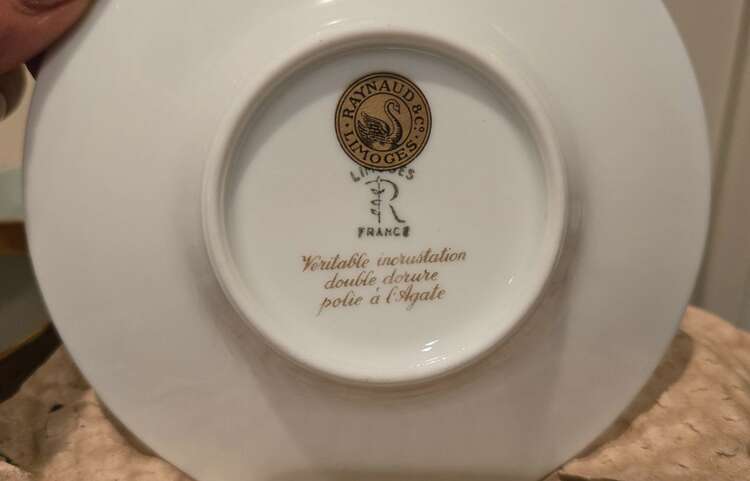 RAYNAUD & Co.
LIMOGES
LIMOGES
R
FRANCE
Veritable incrustation
double dorure
polie à l'Agate